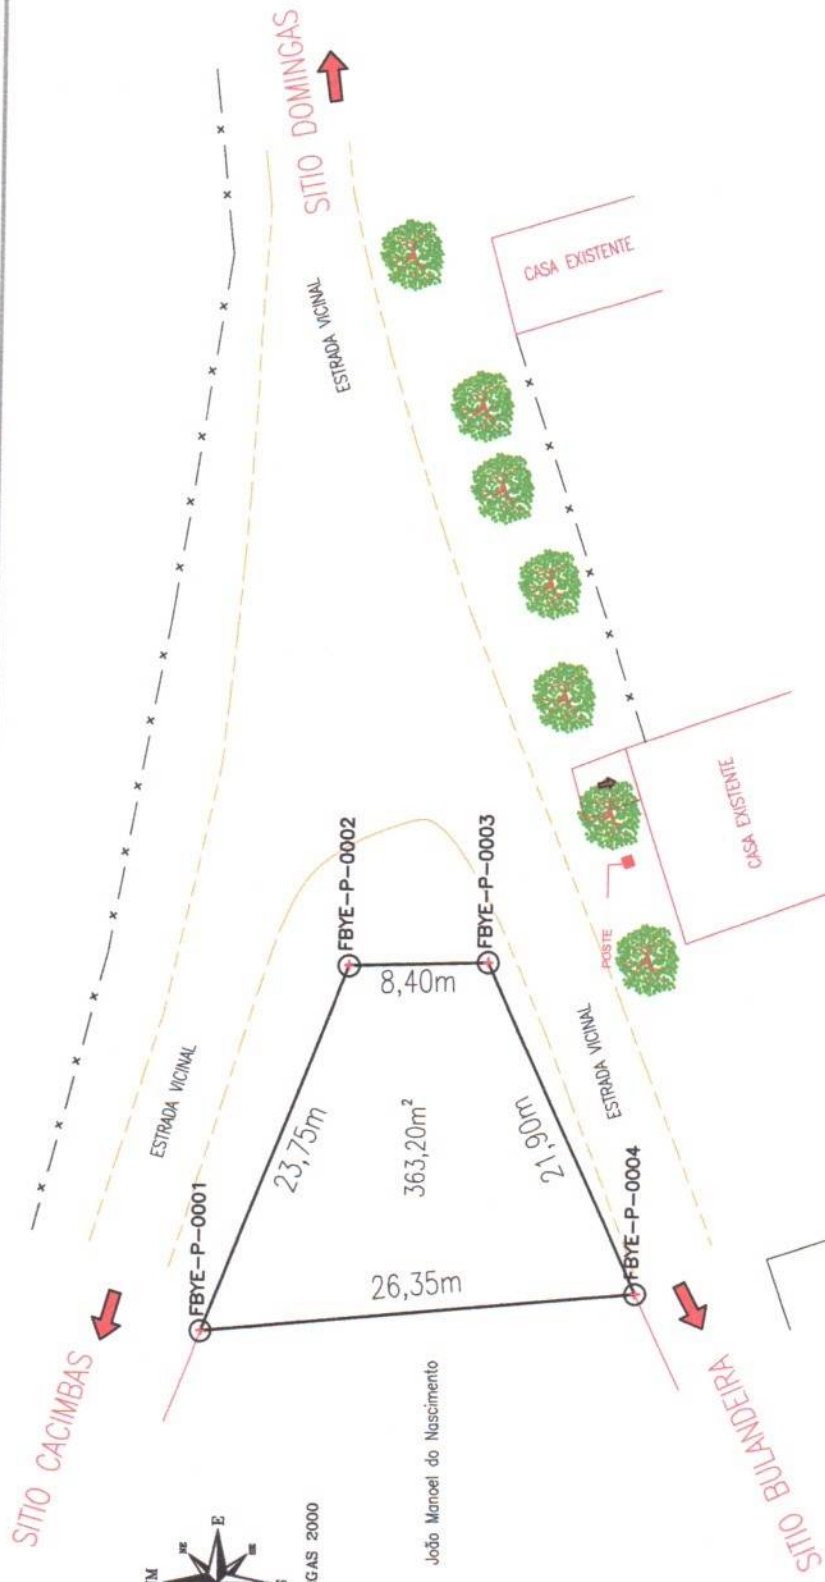 SITIO DOMINGAS
CASA EXISTENTE
ESTRADA VICINAL
FBYE-P-0002
FBYE-P-0003
8,40m
CASA EXISTENTE
POSTE
ESTRADA VICINAL
ESTRADA VICINAL
23,75m
363,20m²
21,90m
FBYE-P-0001
FBYE-P-0004
26,35m
SITIO CACIMBAS
João Manoel do Nascimento
SITIO BULANDEIRA
NE
E
SE
GAS 2000